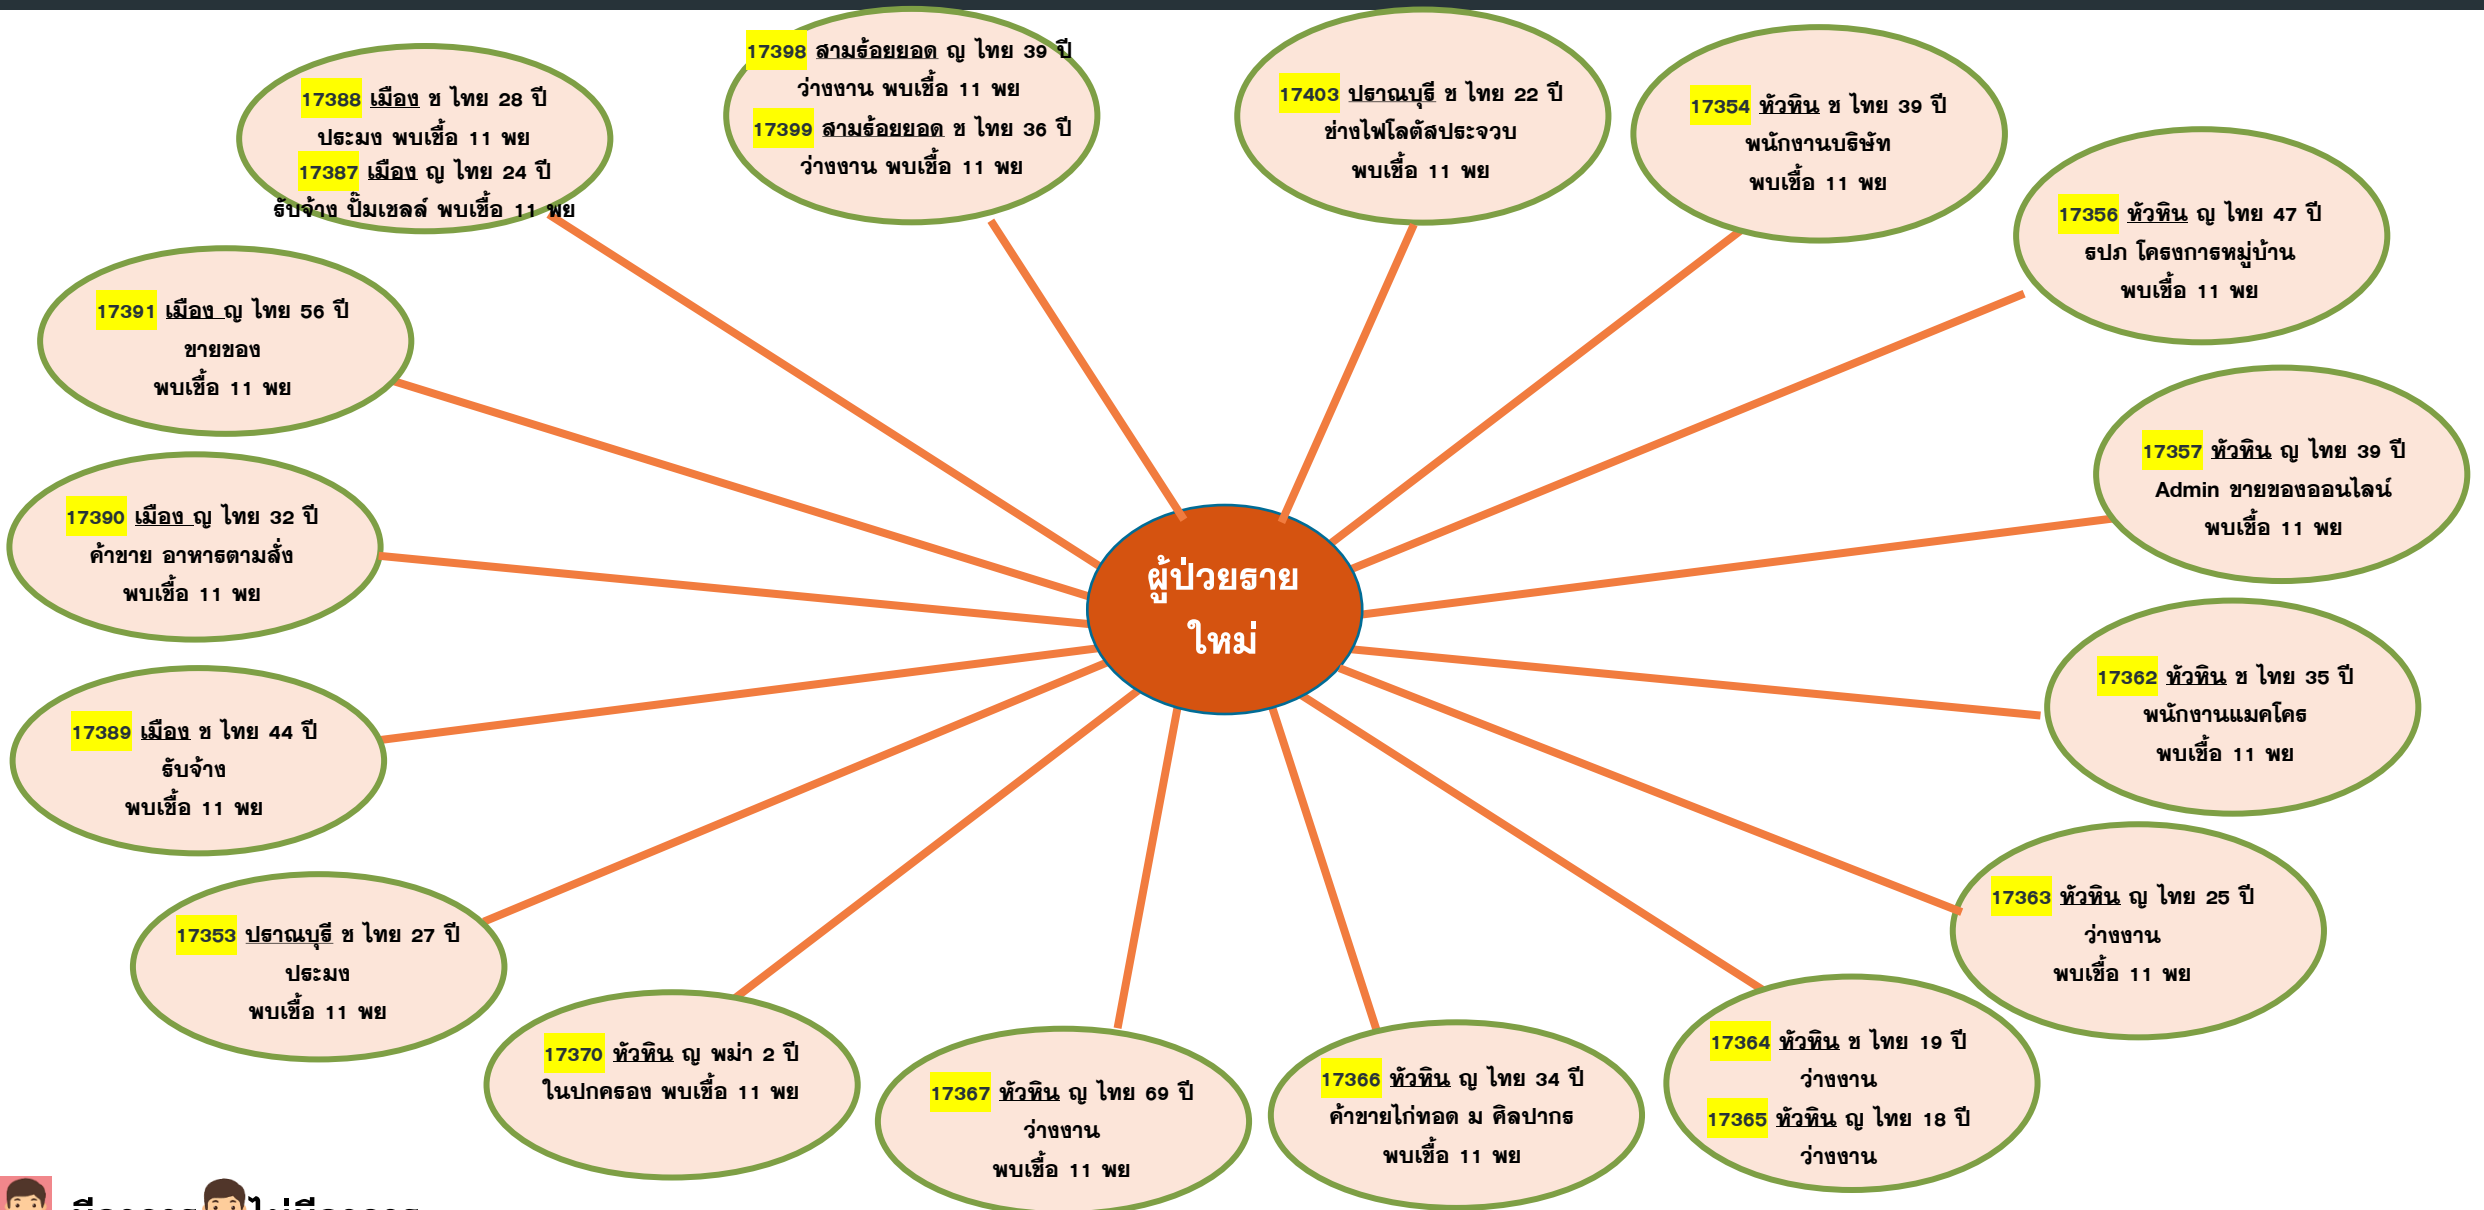 17388 เมือง ช ไทย 28 ปี
ประมง พบเชื้อ 11 พย
17387 เมือง ญ ไทย 24 ปี
รับจ้าง ปั๊มเชลล์ พบเชื้อ 11 พย
17398 สามร้อยยอด ญ ไทย 39 ปี
ว่างงาน พบเชื้อ 11 พย
17399 สามร้อยยอด ช ไทย 36 ปี
ว่างงาน พบเชื้อ 11 พย
17403 ปราณบุรี ช ไทย 22 ปี
ช่างไฟโลตัสประจวบ
พบเชื้อ 11 พย
17354 หัวหิน ช ไทย 39 ปี
พนักงานบริษัท
พบเชื้อ 11 พย
17356 หัวหิน ญ ไทย 47 ปี
รปภ โครงการหมู่บ้าน
พบเชื้อ 11 พย
17391 เมือง ญ ไทย 56 ปี
ขายของ
พบเชื้อ 11 พย
17357 หัวหิน ญ ไทย 39 ปี
Admin ขายของออนไลน์
พบเชื้อ 11 พย
17390 เมือง ญ ไทย 32 ปี
ค้าขาย อาหารตามสั่ง
พบเชื้อ 11 พย
ผู้ป่วยราย
ใหม่
17362 หัวหิน ช ไทย 35 ปี
พนักงานแมคโคร
พบเชื้อ 11 พย
17389 เมือง ช ไทย 44 ปี
รับจ้าง
พบเชื้อ 11 พย
17363 หัวหิน ญ ไทย 25 ปี
ว่างงาน
พบเชื้อ 11 พย
17353 ปราณบุรี ช ไทย 27 ปี
ประมง
พบเชื้อ 11 พย
17370 หัวหิน ญ พม่า 2 ปี
ในปกครอง พบเชื้อ 11 พย
17367 หัวหิน ญ ไทย 69 ปี
ว่างงาน
พบเชื้อ 11 พย
17366 หัวหิน ญ ไทย 34 ปี
ค้าขายไก่ทอด ม ศิลปากร
พบเชื้อ 11 พย
17364 หัวหิน ช ไทย 19 ปี
ว่างงาน
17365 หัวหิน ญ ไทย 18 ปี
ว่างงาน